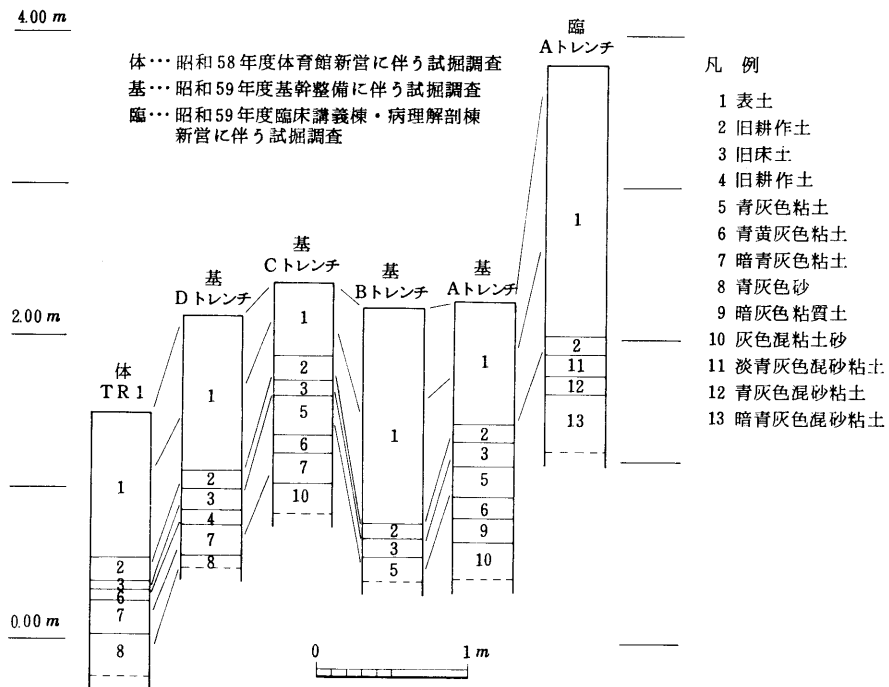 4.00 m
体… 昭和58年度体育館新営に伴う試掘調査
基… 昭和59年度基幹整備に伴う試掘調査
臨… 昭和59年度臨床講義棟・病理解剖棟
新営に伴う試掘調査
2.00 m
0.00 m
体
TR1
1
2
3
6
7
8
基
Dトレンチ
1
2
3
4
7
8
基
Cトレンチ
1
2
3
5
6
7
10
基
Bトレンチ
1
2
3
5
基
Aトレンチ
1
2
3
5
6
9
10
臨
Aトレンチ
1
2
11
12
13
凡 例
1 表土
2 旧耕作土
3 旧床土
4 旧耕作土
5 青灰色粘土
6 青黄灰色粘土
7 暗青灰色粘土
8 青灰色砂
9 暗灰色粘質土
10 灰色混粘土砂
11 淡青灰色混砂粘土
12 青灰色混砂粘土
13 暗青灰色混砂粘土
0 1 m